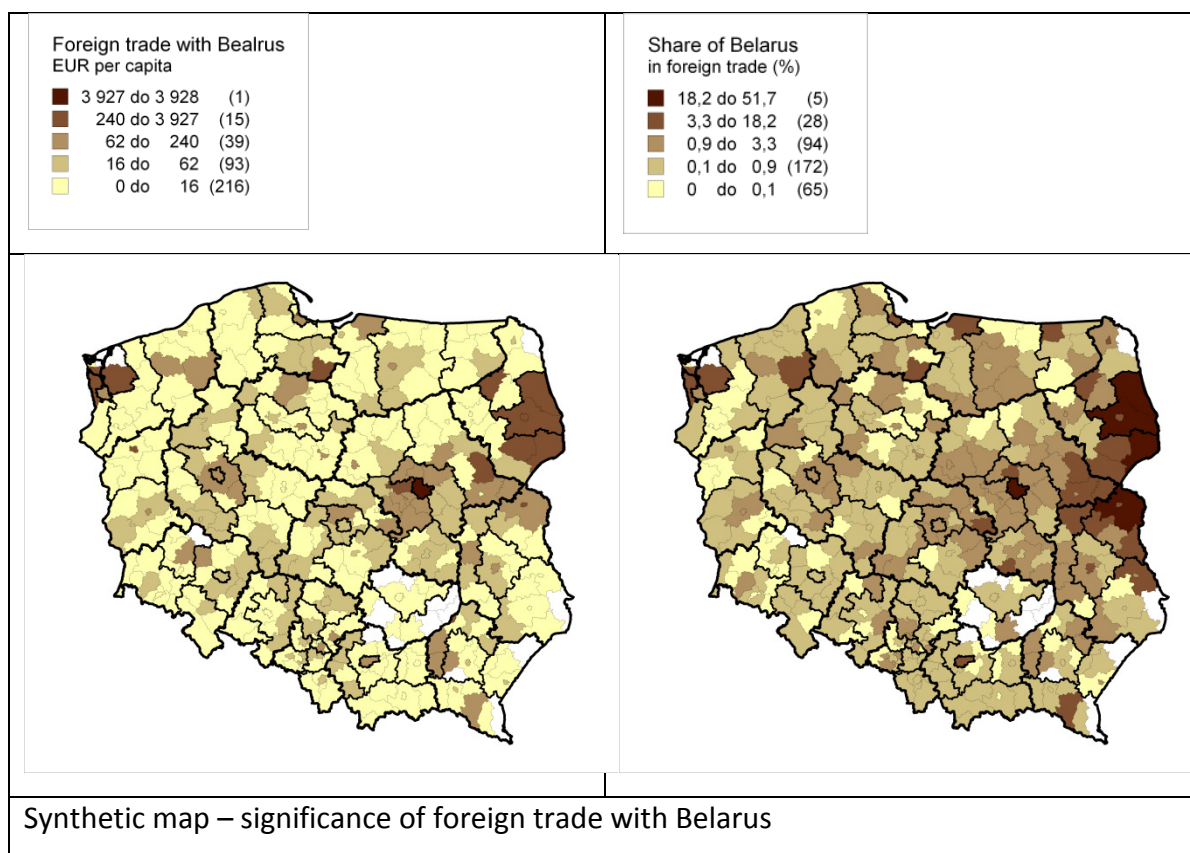 Foreign trade with Bealrus
EUR per capita
3 927 do 3 928 (1)
240 do 3 927 (15)
62 do 240 (39)
16 do 62 (93)
0 do 16 (216)
Share of Belarus
in foreign trade (%)
18,2 do 51,7 (5)
3,3 do 18,2 (28)
0,9 do 3,3 (94)
0,1 do 0,9 (172)
0 do 0,1 (65)
Synthetic map – significance of foreign trade with Belarus